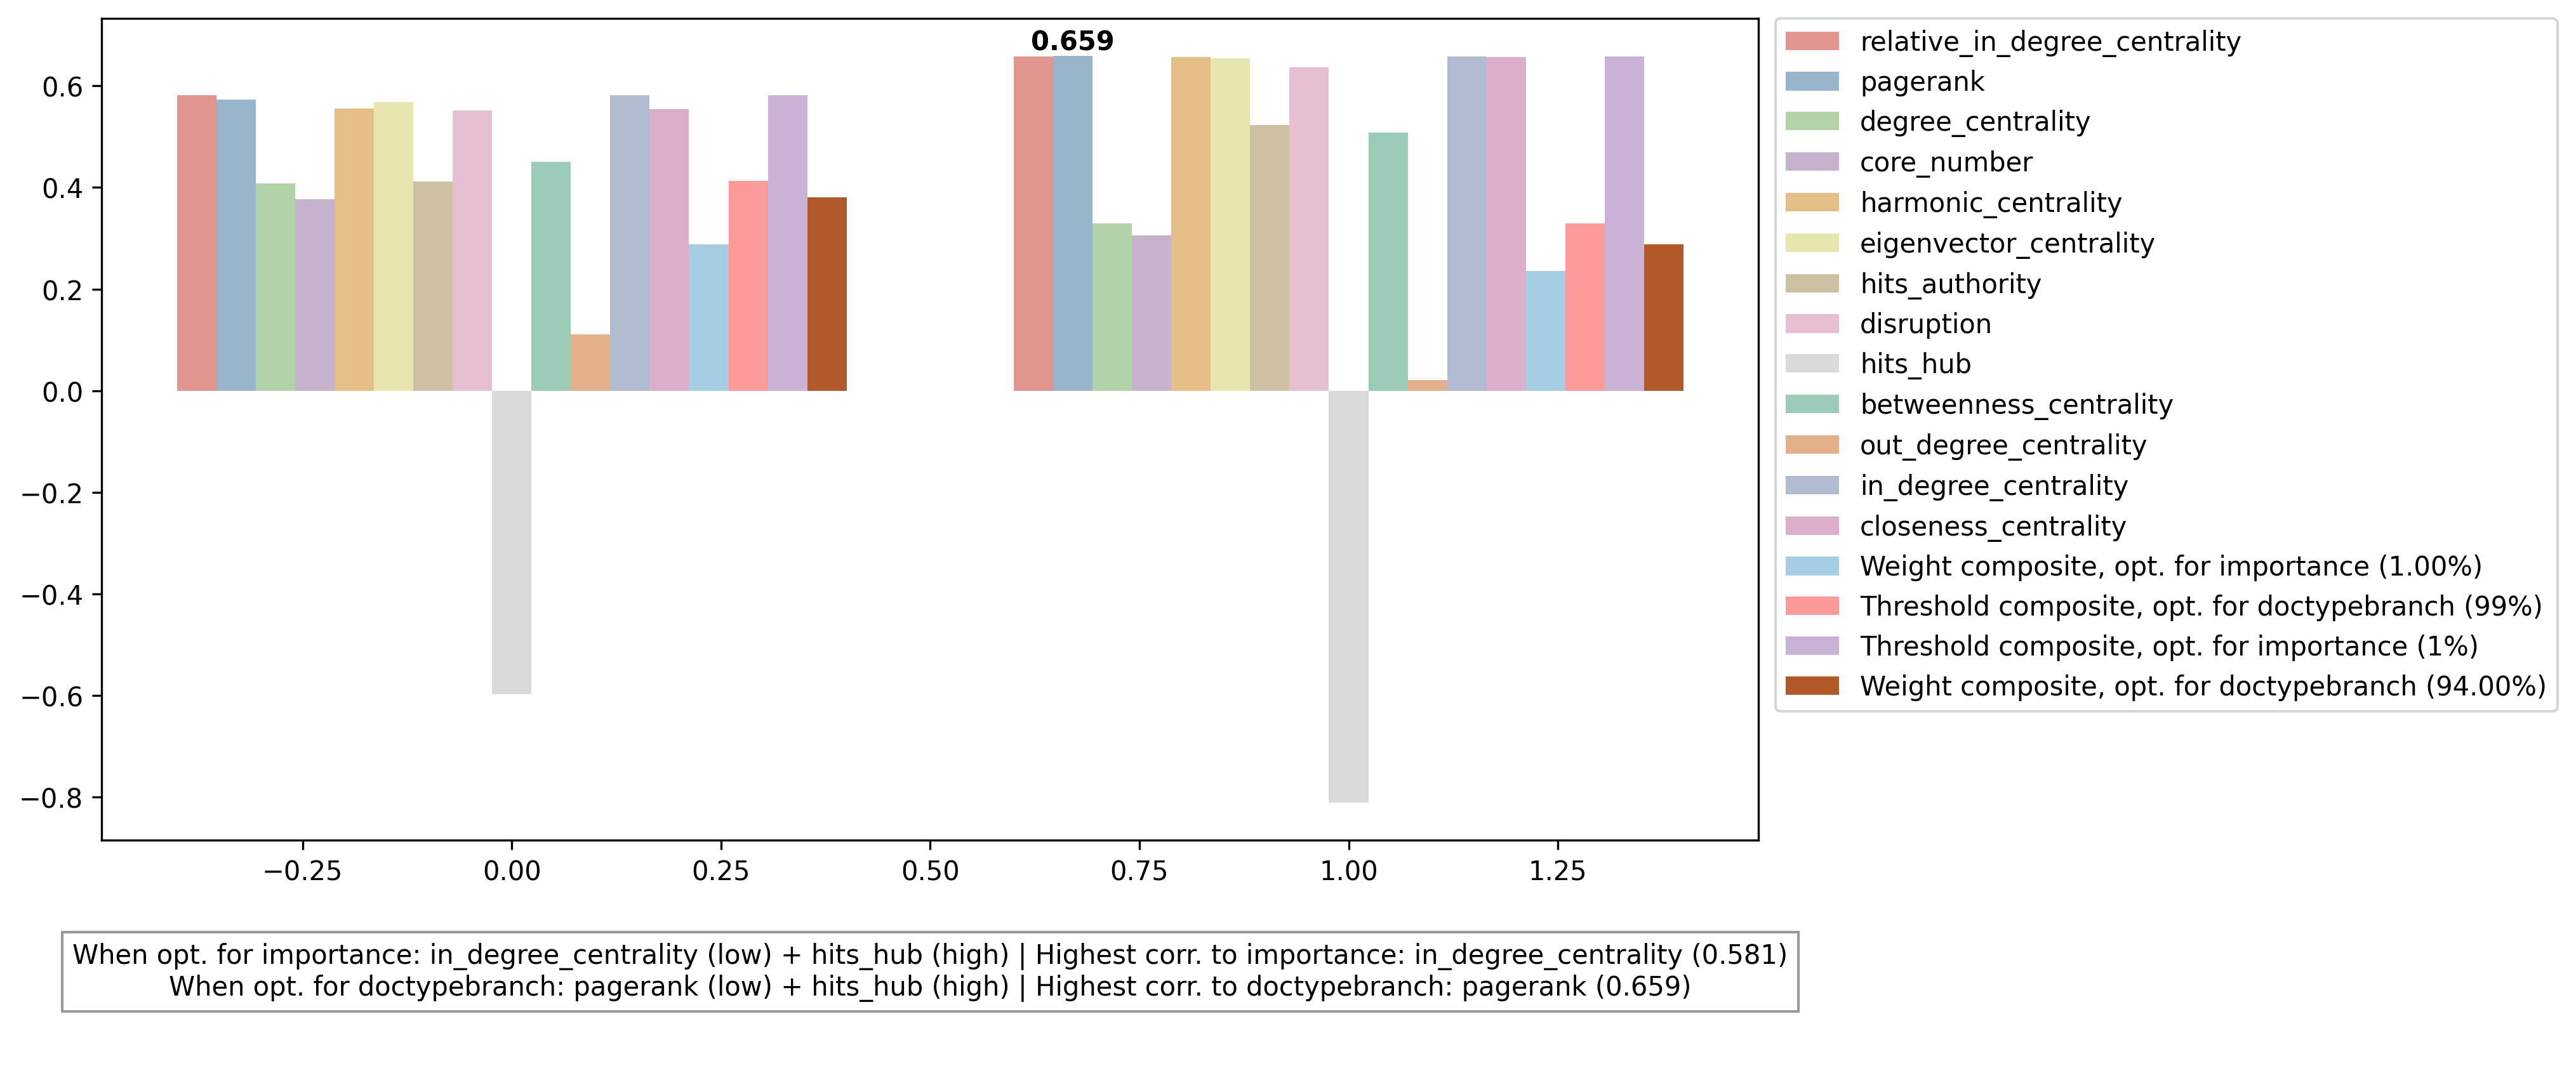 0.659
0.6
0.4
0.2
0.0
−0.2
−0.4
−0.6
−0.8
−0.25 0.00 0.25 0.50 0.75 1.00 1.25
relative_in_degree_centrality
pagerank
degree_centrality
core_number
harmonic_centrality
eigenvector_centrality
hits_authority
disruption
hits_hub
betweenness_centrality
out_degree_centrality
in_degree_centrality
closeness_centrality
Weight composite, opt. for importance (1.00%)
Threshold composite, opt. for doctypebranch (99%)
Threshold composite, opt. for importance (1%)
Weight composite, opt. for doctypebranch (94.00%)
When opt. for importance: in_degree_centrality (low) + hits_hub (high) | Highest corr. to importance: in_degree_centrality (0.581)
When opt. for doctypebranch: pagerank (low) + hits_hub (high) | Highest corr. to doctypebranch: pagerank (0.659)